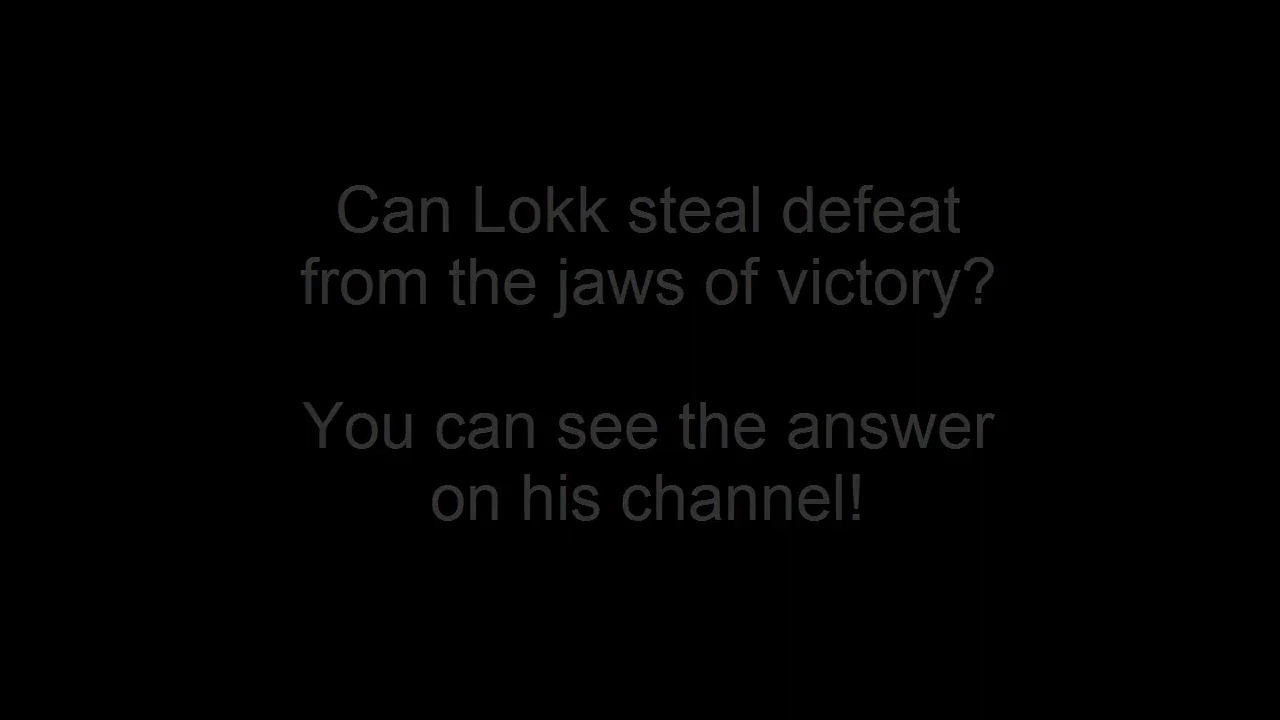 Can Lokk steal defeat
from the jaws of victory?
You can see the answer
on his channel!